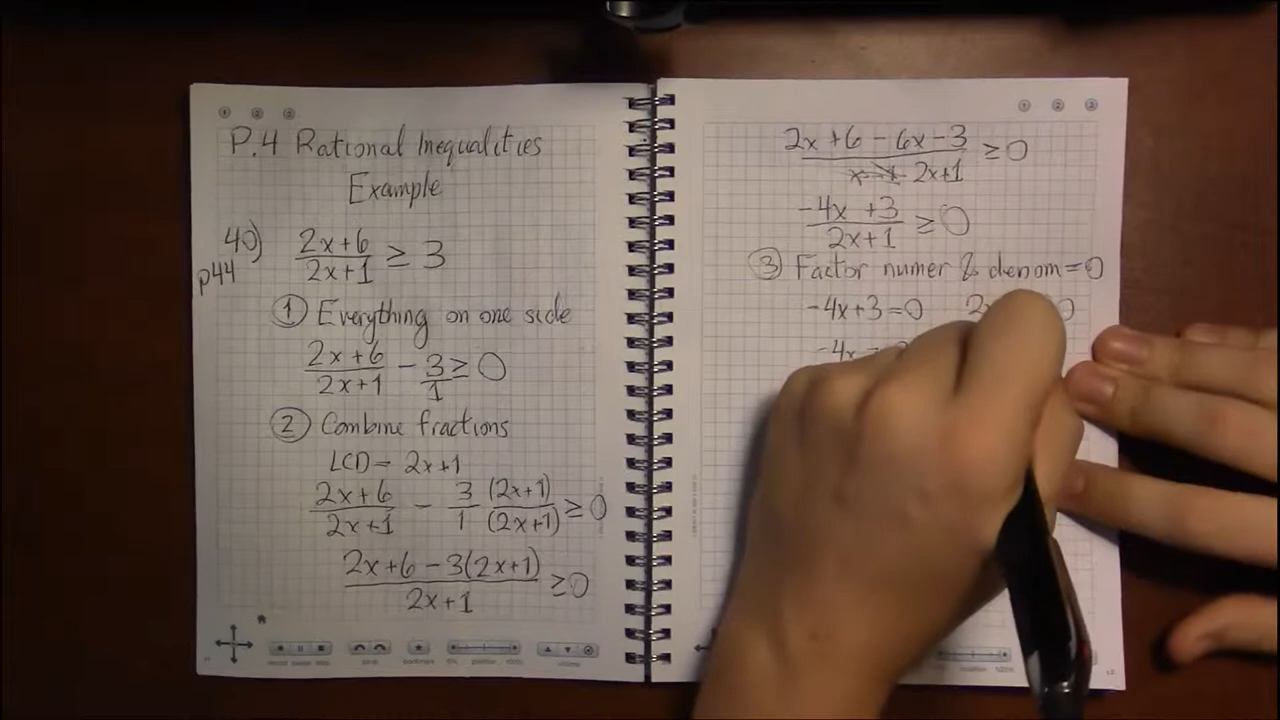 P.4 Rational Inequalities
Example
40) (2x+6)/(2x+1) ≥ 3
p44
① Everything on one side
(2x+6)/(2x+1) - 3/1 ≥ 0
② Combine fractions
LCD = 2x+1
(2x+6)/(2x+1) - 3/1 (2x+1)/(2x+1) ≥ 0
(2x+6-3(2x+1))/(2x+1) ≥ 0
(2x+6-6x-3)/(2x+1) ≥ 0
(-4x+3)/(2x+1) ≥ 0
③ Factor numer & denom = 0
-4x+3=0
-4x =